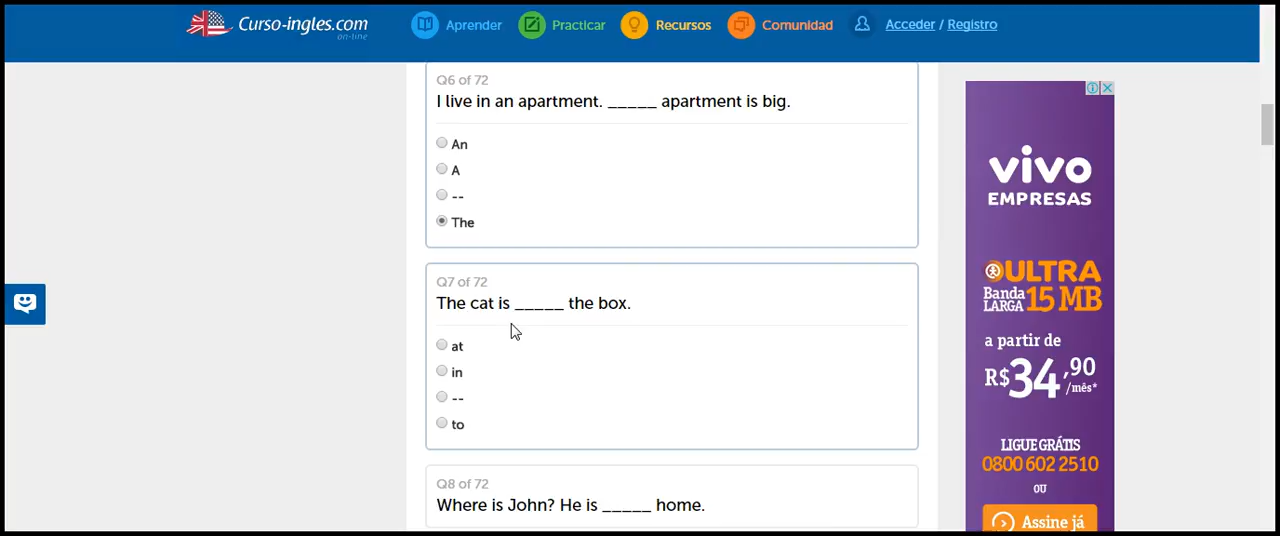 Curso-ingles.com
on-line
Aprender
Practicar
Recursos
Comunidad
Acceder / Registro
Q6 of 72
I live in an apartment. _____ apartment is big.
An
A
--
The
Q7 of 72
The cat is _____ the box.
at
in
--
to
Q8 of 72
Where is John? He is _____ home.
vivo
EMPRESAS
ULTRA
BANDA LARGA 15 MB
a partir de
R$34,90
/mês*
LIGUE GRÁTIS
0800 602 2510
OU
Assine já